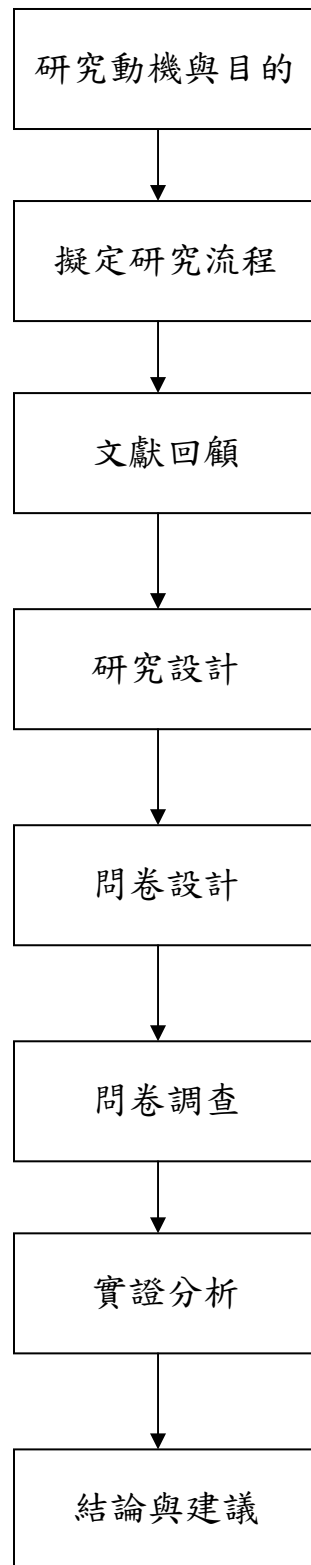 研究動機與目的
擬定研究流程
文獻回顧
研究設計
問卷設計
問卷調查
實證分析
結論與建議